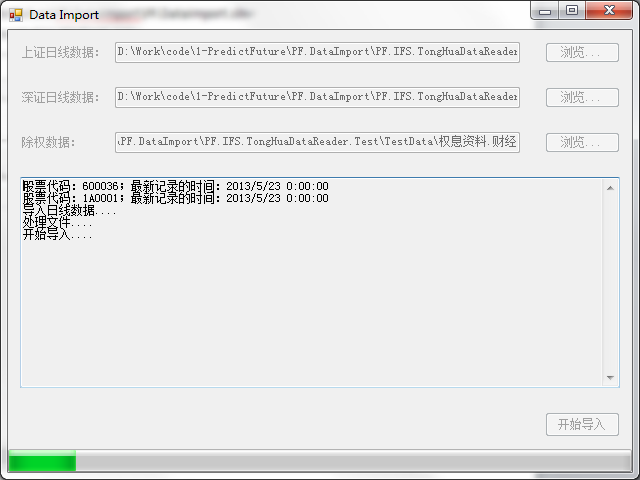 Data Import
上证日线数据: D:\Work\code\1-PredictFuture\PF.DataImport\PF.IFS.TongHuaDataReader 浏览...
深证日线数据: D:\Work\code\1-PredictFuture\PF.DataImport\PF.IFS.TongHuaDataReader 浏览...
除权数据: .PF.DataImport\PF.IFS.TongHuaDataReader.Test\TestData\权息资料.财经 浏览...
股票代码: 600036; 最新记录的时间: 2013/5/23 0:00:00
股票代码: 1A0001; 最新记录的时间: 2013/5/23 0:00:00
导入日线数据....
处理文件....
开始导入....
开始导入